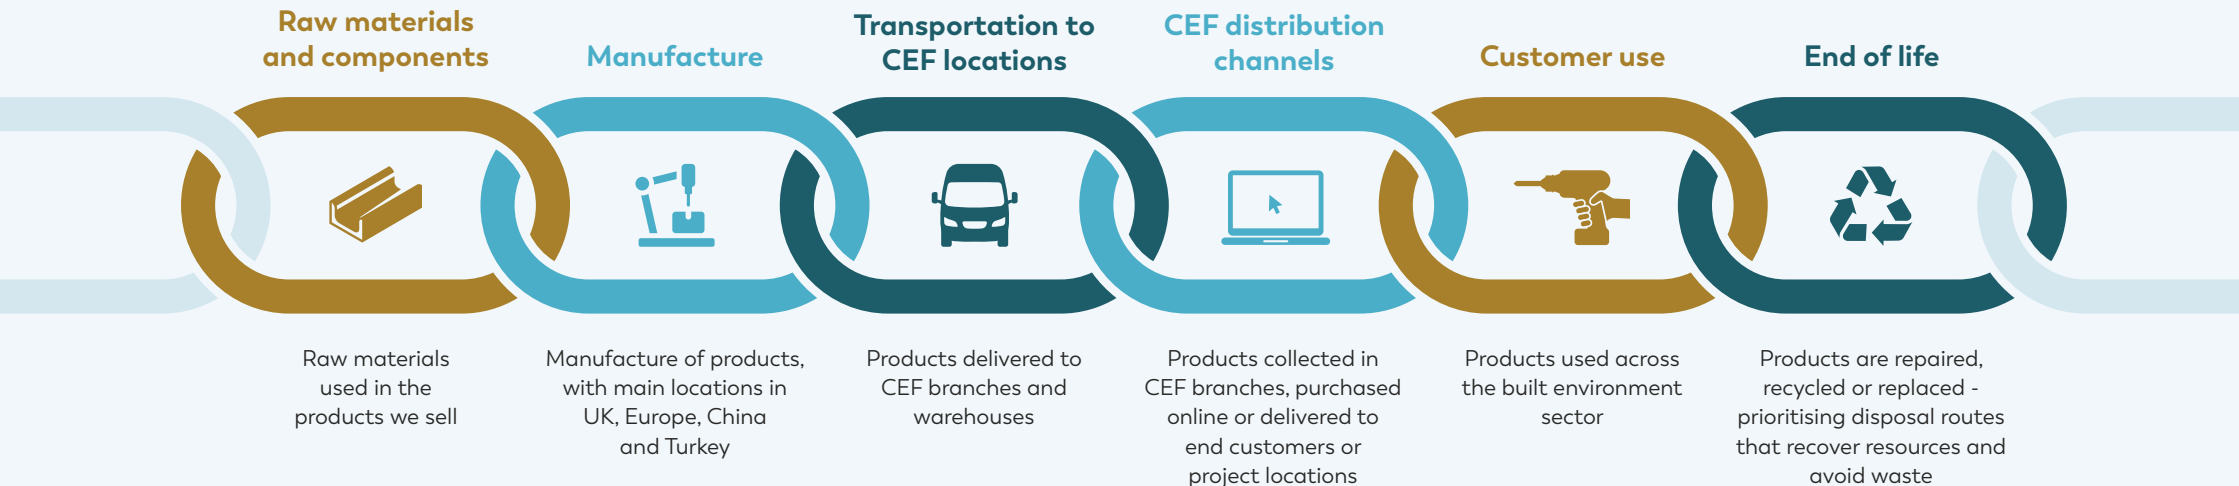 Raw materials
and components
Manufacture
Transportation to
CEF locations
CEF distribution
channels
Customer use
End of life
Raw materials
used in the
products we sell
Manufacture of products,
with main locations in
UK, Europe, China
and Turkey
Products delivered to
CEF branches and
warehouses
Products collected in
CEF branches, purchased
online or delivered to
end customers or
project locations
Products used across
the built environment
sector
Products are repaired,
recycled or replaced -
prioritising disposal routes
that recover resources and
avoid waste